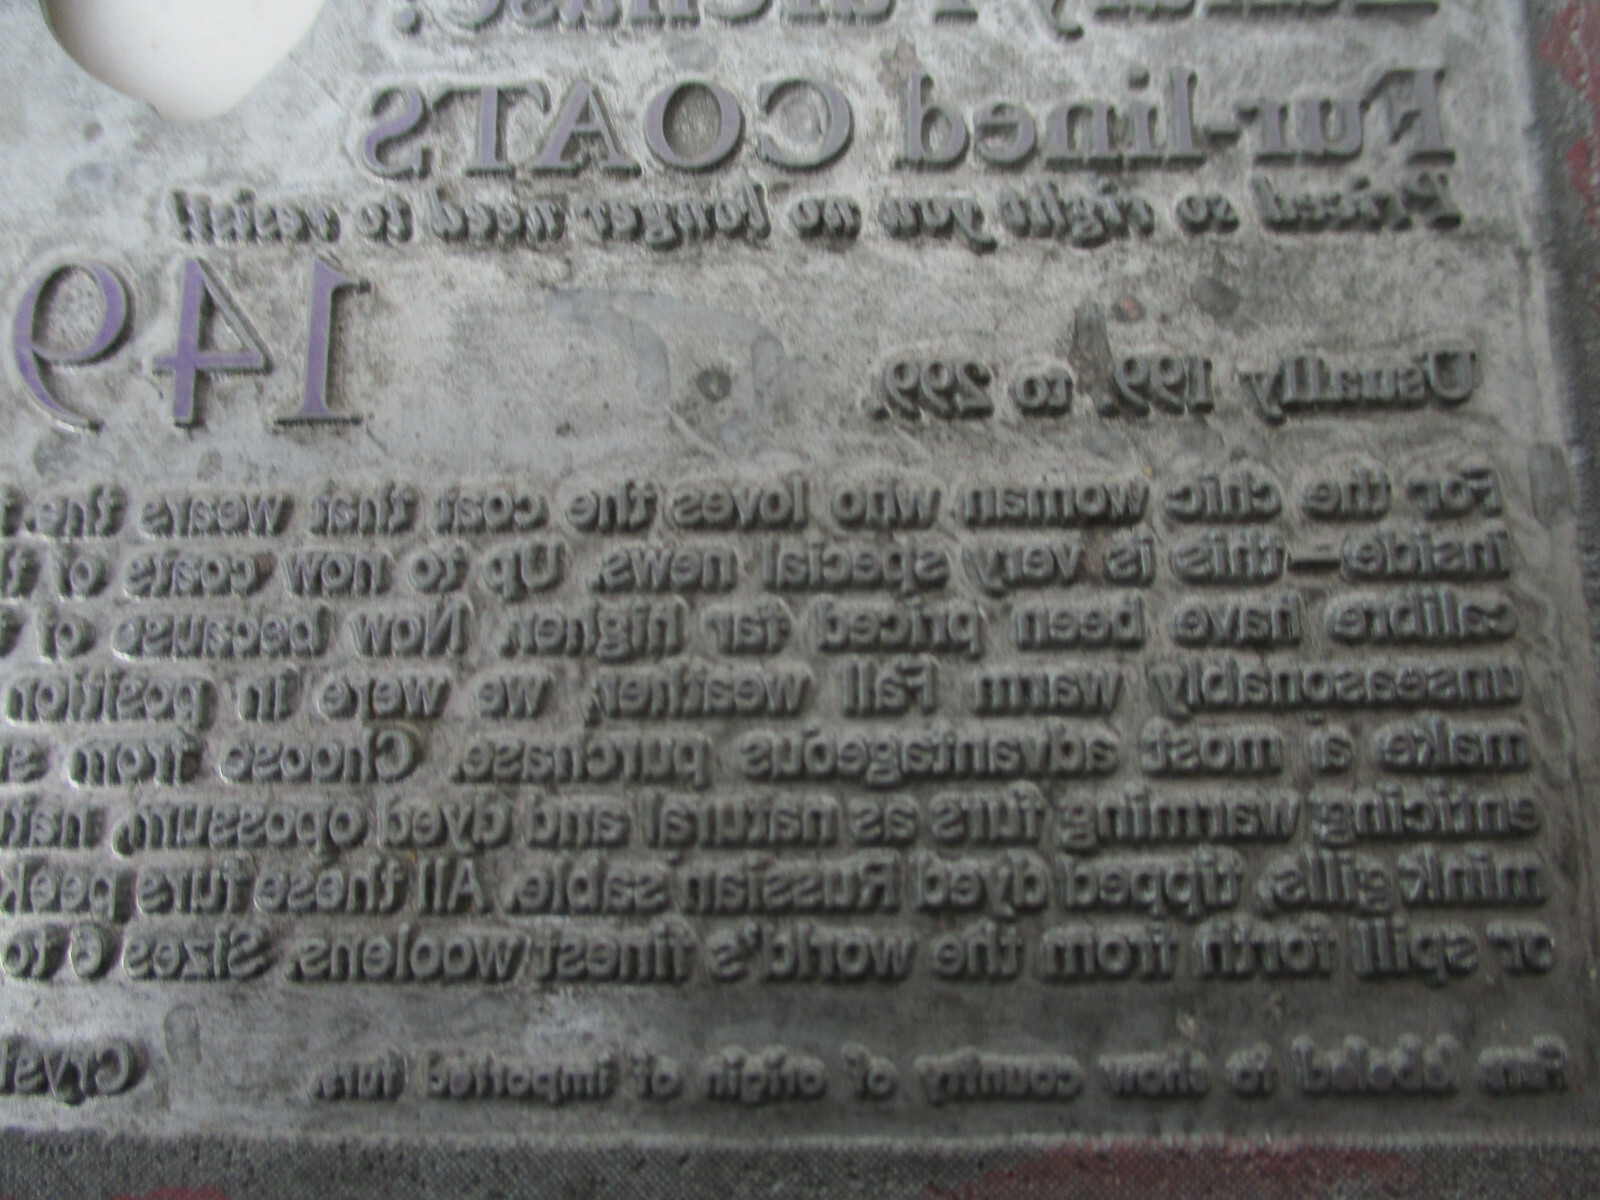 Purchase!
Fur-lined COATS
Priced so right you no longer need to resist!
Usually 199. to 299. 149
For the chic woman who loves the coat that wears the
inside—this is very special news. Up to now coats of
calibre have been priced far higher. Now because of
unseasonably warm Fall weather, we were in position
make a most advantageous purchase. Choose from
enticing warming furs as natural and dyed opossum,
mink gills, tipped dyed Russian sable. All these furs peek
or spill forth from the world's finest woolens. Sizes 6 to
Furs labeled to show country of origin of imported furs.